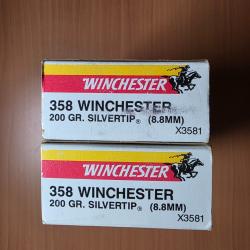 WINCHESTER
358 WINCHESTER
200 GR. SILVERTIP® (8.8MM)
X3581
WINCHESTER
358 WINCHESTER
200 GR. SILVERTIP® (8.8MM)
X3581